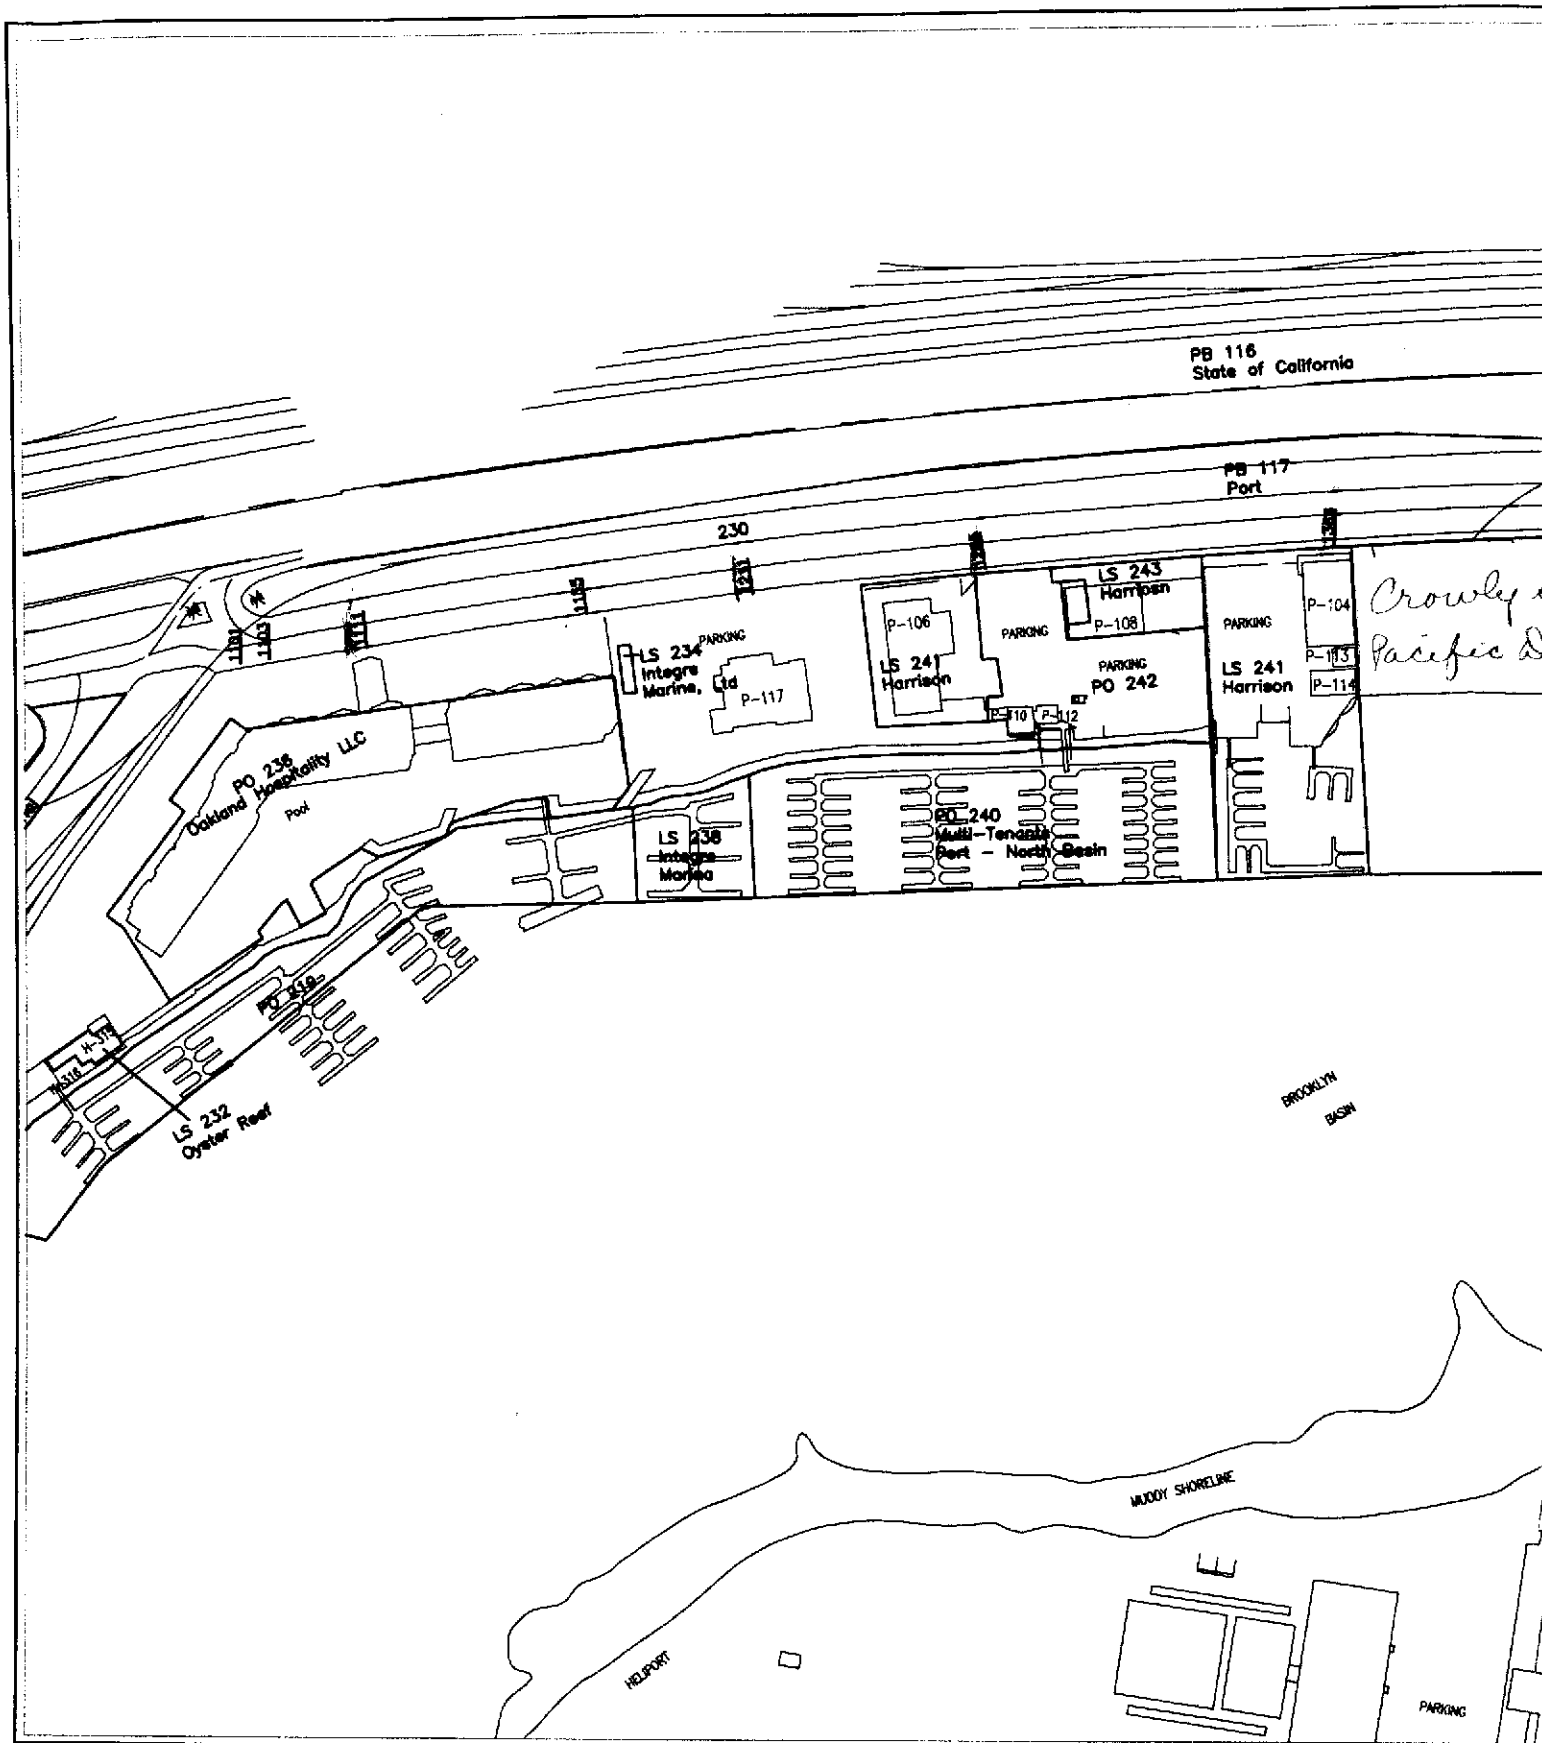 PB 116
State of California
PB 117
Port
230
1101
1103
1111
1155
1211
LS 243
Harrison
P-104
Crowly
P-106
PARKING
P-108
PARKING
PARKING
LS 234
Integre
Marine, Ltd
P-113
Pacific
PARKING
PO 242
LS 241
Harrison
LS 241
Harrison
P-114
P-117
P-110
P-112
PO 236
Oakland Hospitality LLC
Pool
LS 238
Integre
Marina
PO 240
Multi-Tenants
Port - North Basin
PO 219
H-315
H-316
LS 232
Oyster Reef
BROOKLYN
BASIN
MUDDY SHORELINE
HELIPORT
PARKING